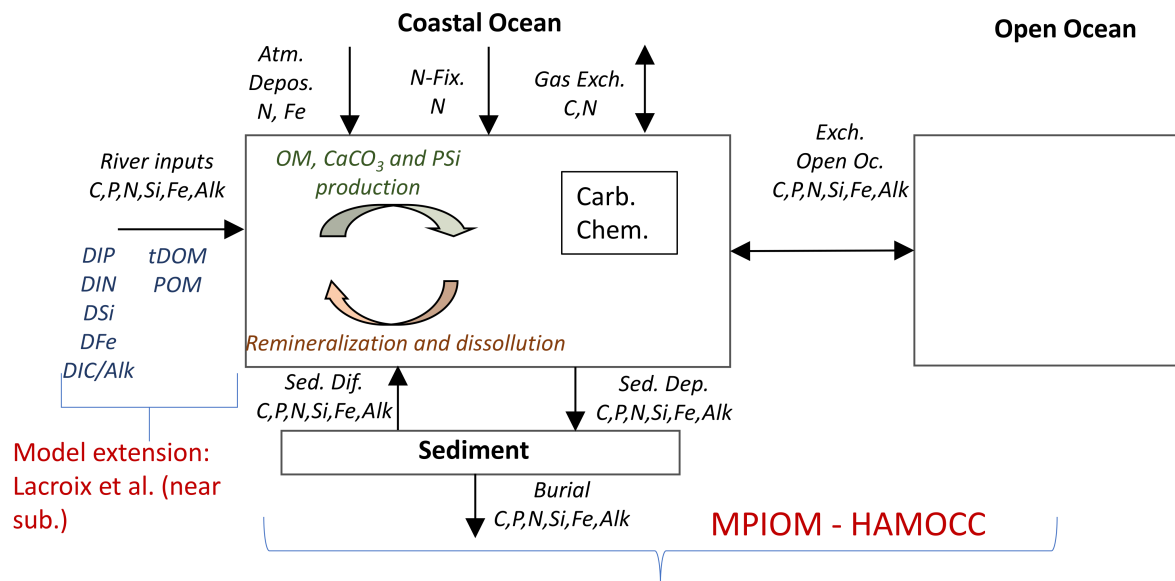 Coastal Ocean
Open Ocean
Atm.
Depos.
N, Fe
N-Fix.
N
Gas Exch.
C,N
River inputs
C,P,N,Si,Fe,Alk
OM, CaCO₃ and PSi
production
Carb.
Chem.
Exch.
Open Oc.
C,P,N,Si,Fe,Alk
DIP
DIN
DSi
DFe
DIC/Alk
tDOM
POM
Remineralization and dissollution
Sed. Dif.
C,P,N,Si,Fe,Alk
Sed. Dep.
C,P,N,Si,Fe,Alk
Sediment
Model extension:
Lacroix et al. (near
sub.)
Burial
C,P,N,Si,Fe,Alk
MPIOM - HAMOCC